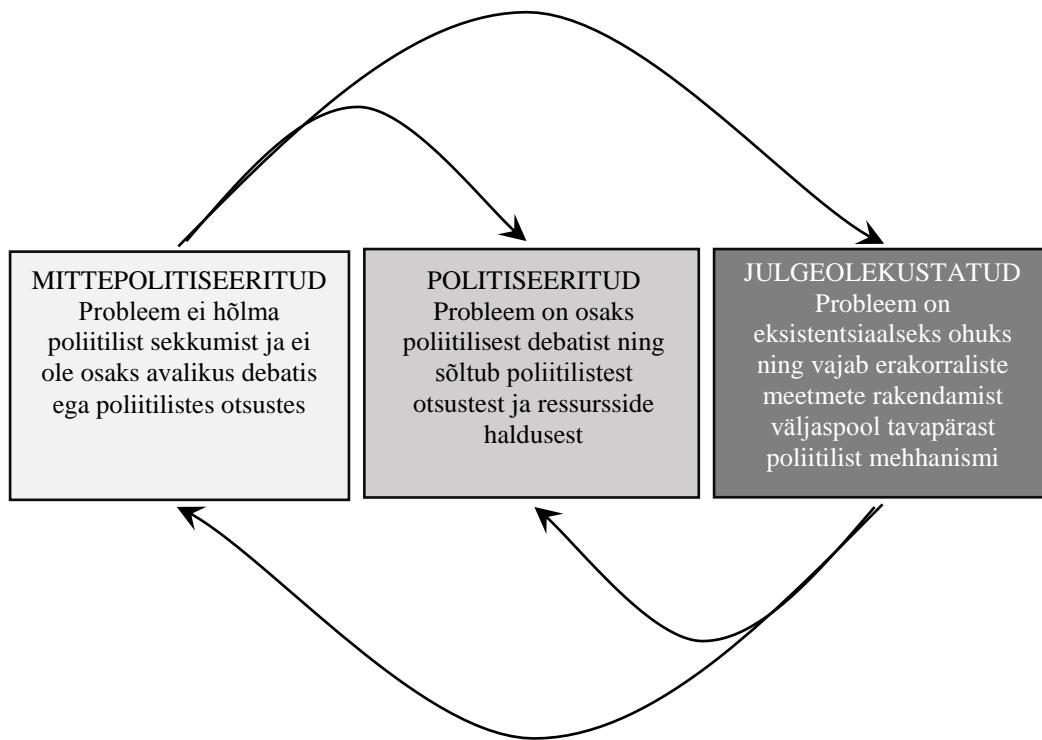 MITTEPOLITISEERITUD
Probleem ei hõlma
poliitilist sekkumist ja ei
ole osaks avalikus debatis
ega poliitilistes otsustes
POLITISEERITUD
Probleem on osaks
poliitilisest debatist ning
sõltub poliitilistest
otsustest ja ressursside
haldusest
JULGEOLEKUSTATUD
Probleem on
eksistentsiaalseks ohuks
ning vajab erakorraliste
meetmete rakendamist
väljaspool tavapärast
poliitilist mehhanismi